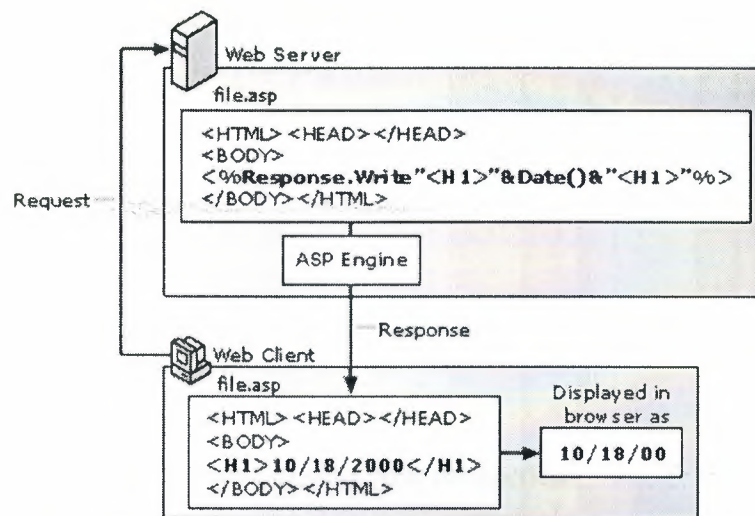 Web Server
file.asp
<HTML> <HEAD> </HEAD>
<BODY>
<%Response.Write"<H1>"&Date()&"<H1>"%>
</BODY> </HTML>
Request
ASP Engine
Response
Web Client
file.asp
<HTML> <HEAD> </HEAD>
<BODY>
<H1>10/18/2000</H1>
</BODY> </HTML>
Displayed in
browser as
10/18/00